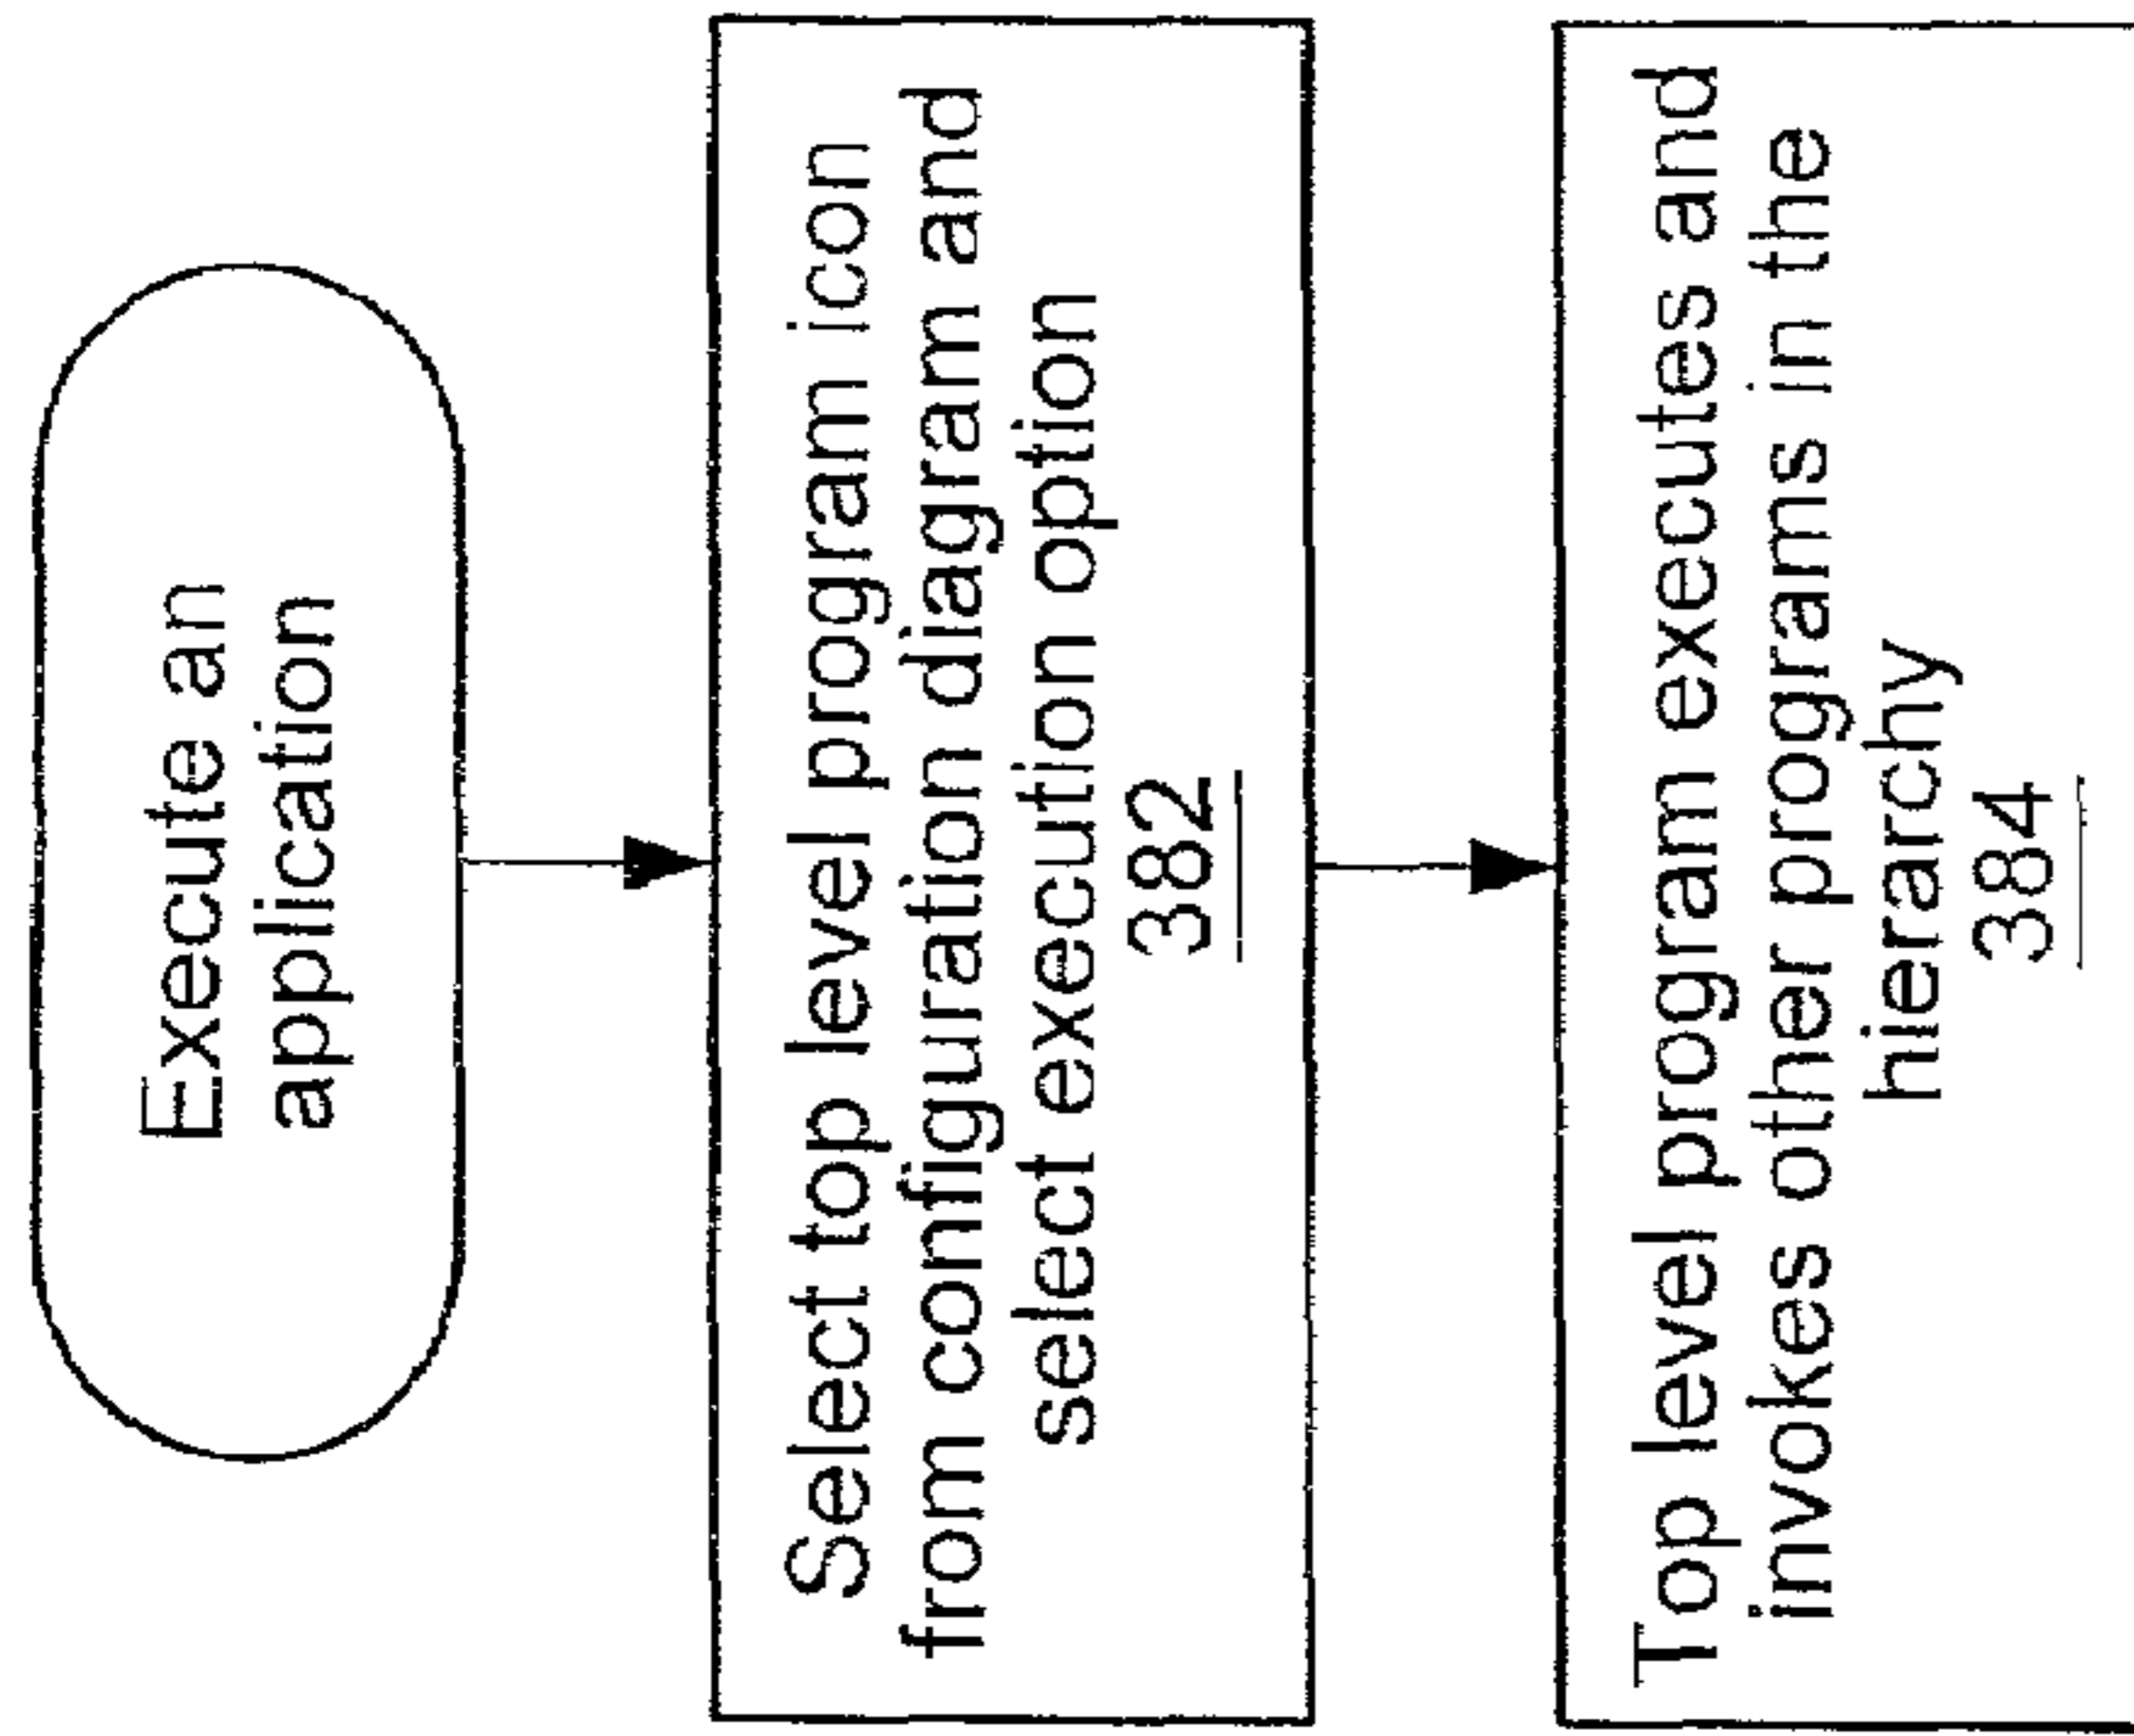 Execute an
application
Select top level program icon
from configuration diagram and
select execution option
382
Top level program executes and
invokes other programs in the
hierarchy
384